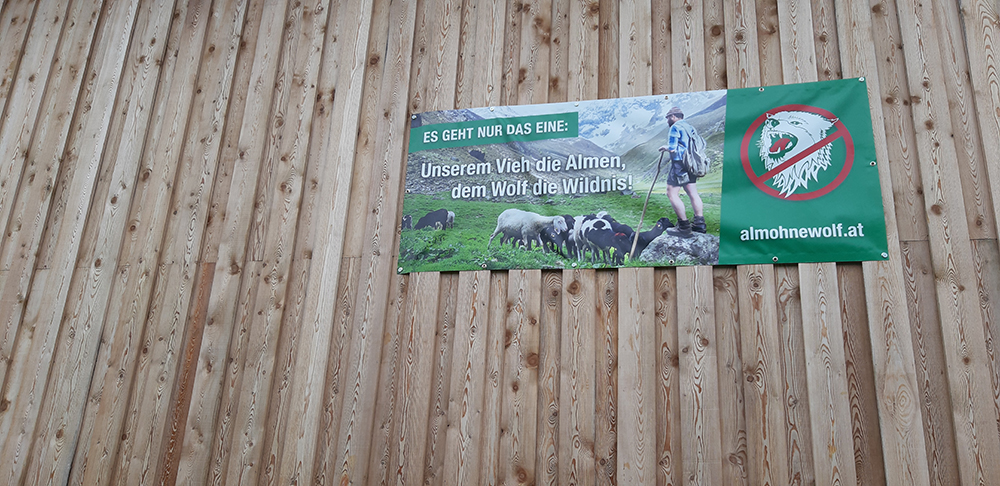 ES GEHT NUR DAS EINE:
Unserem Vieh die Almen,
dem Wolf die Wildnis!
almohnewolf.at